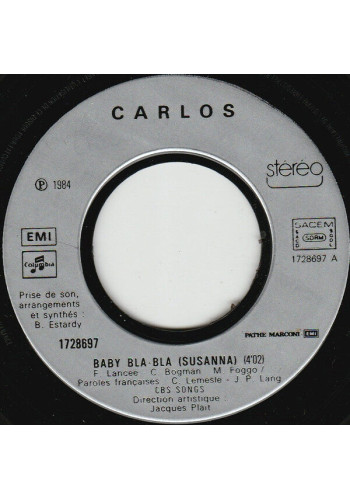 CARLOS
℗ 1984
stéréo
EMI
Columbia
SACEM
SACD SDRM SGDL
1728697 A
Prise de son,
arrangements
et synthés :
B. Estardy
1728697
PATHE MARCONI EMI
BABY BLA-BLA (SUSANNA) (4'02)
F. Lancee C. Bogman M. Foggo /
Paroles françaises C. Lemesle - J. P. Lang
CBS SONGS
Direction artistique :
Jacques Plait